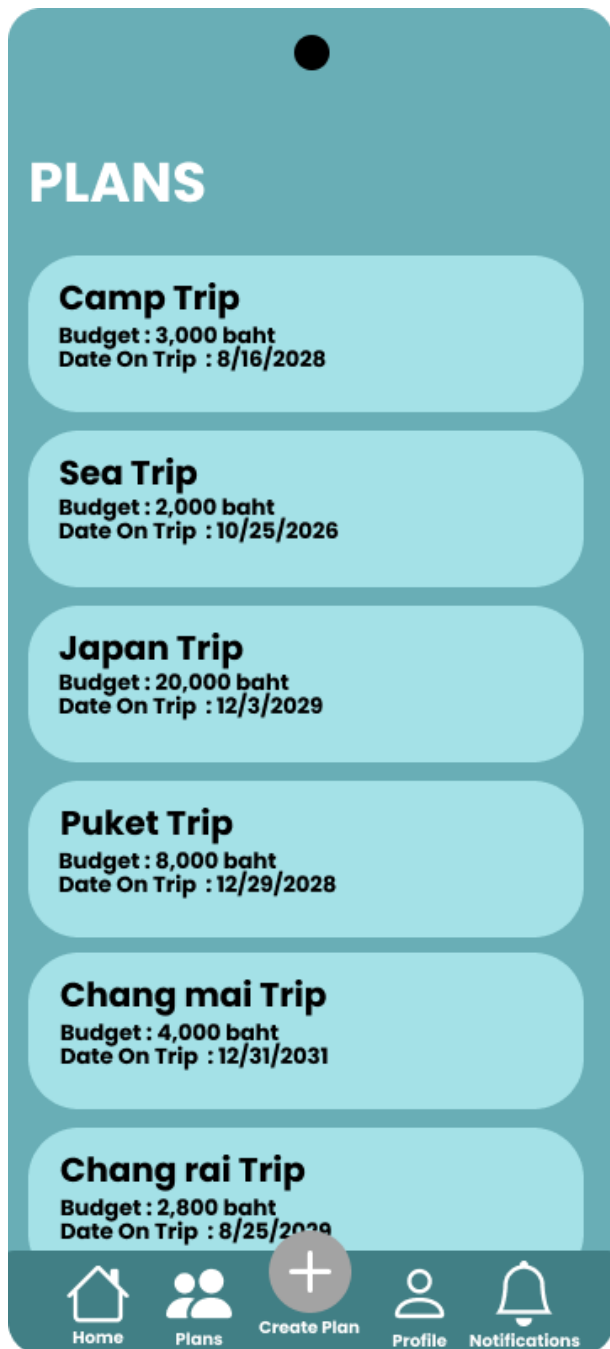 PLANS
Camp Trip
Budget : 3,000 baht
Date On Trip : 8/16/2028
Sea Trip
Budget : 2,000 baht
Date On Trip : 10/25/2026
Japan Trip
Budget : 20,000 baht
Date On Trip : 12/3/2029
Puket Trip
Budget : 8,000 baht
Date On Trip : 12/29/2028
Chang mai Trip
Budget : 4,000 baht
Date On Trip : 12/31/2031
Chang rai Trip
Budget : 2,800 baht
Date On Trip : 8/25/2029
Home
Plans
Create Plan
Profile
Notifications